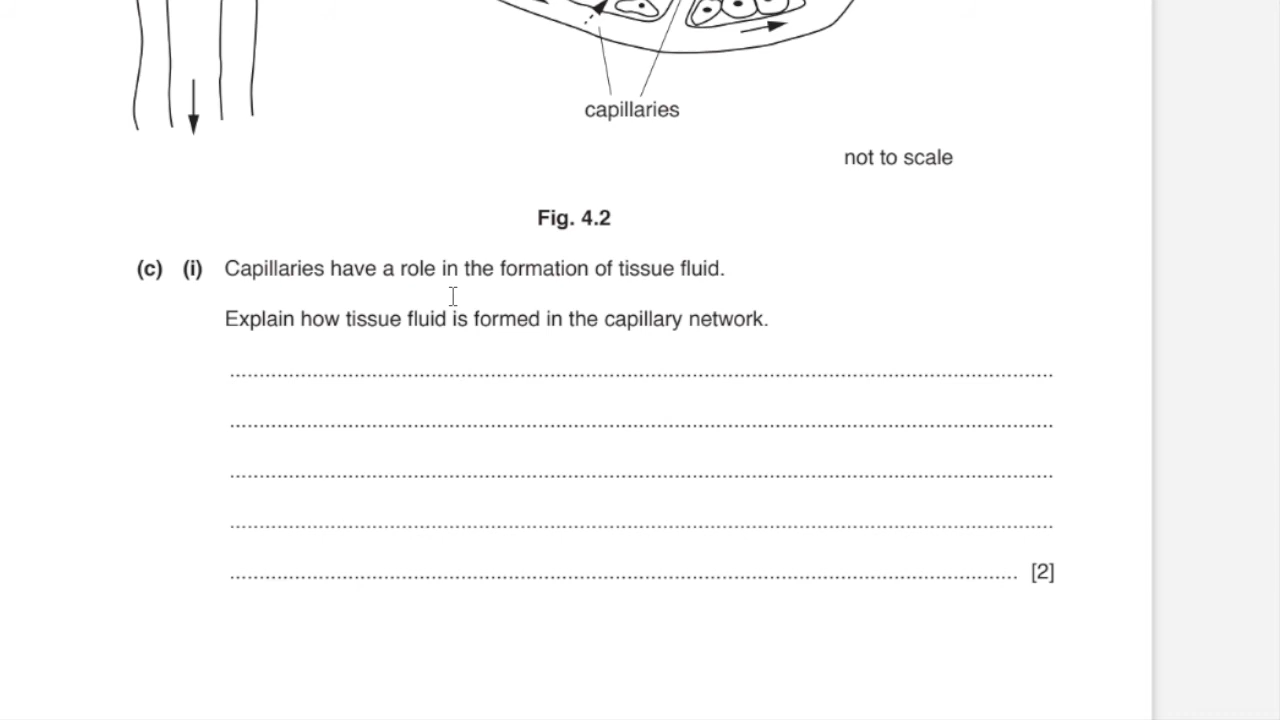 capillaries
not to scale
Fig. 4.2
(c) (i) Capillaries have a role in the formation of tissue fluid.
Explain how tissue fluid is formed in the capillary network.
[2]